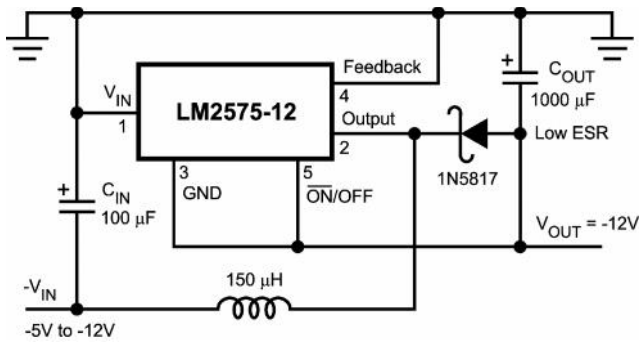 Feedback
+
C_OUT
1000 μF
V_IN
1
LM2575-12
4
Output
2
Low ESR
1N5817
3
GND
5
O̅N̅/OFF
+
C_IN
100 μF
V_OUT = -12V
150 μH
-V_IN
-5V to -12V